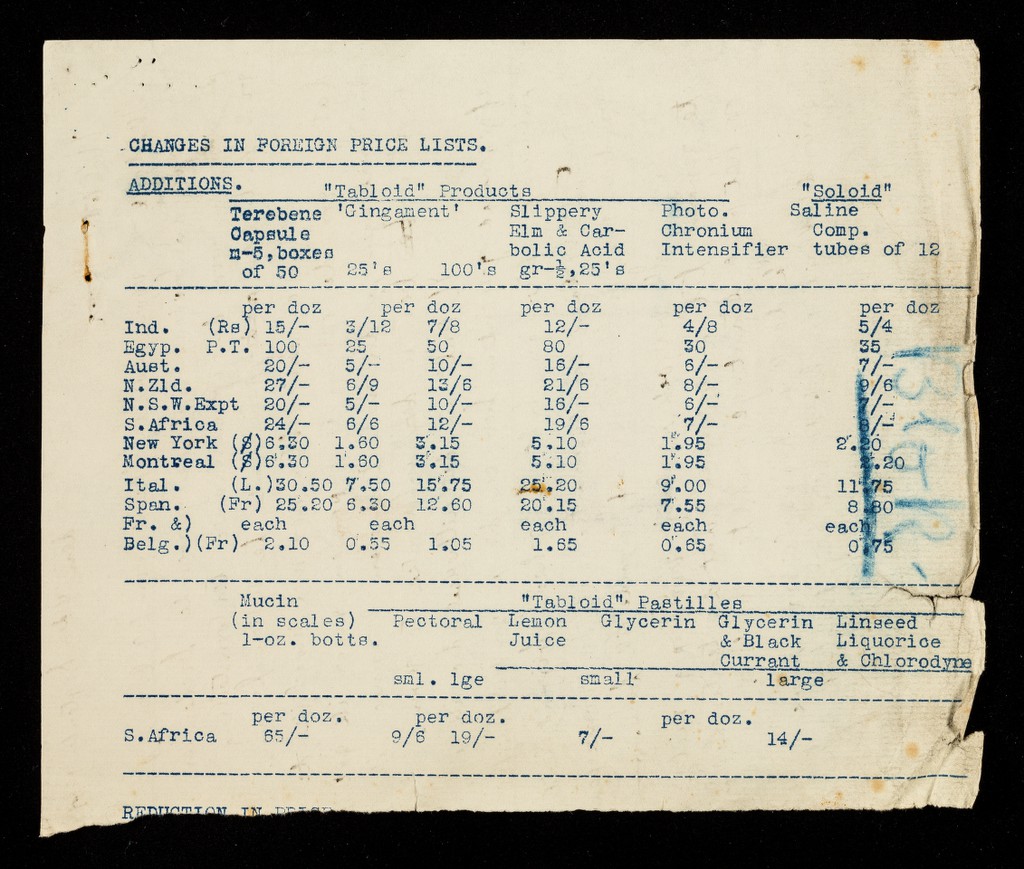 CHANGES IN FOREIGN PRICE LISTS.
ADDITIONS.
"Tabloid" Products "Soloid"
Terebene 'Cingament' Slippery Photo. Saline
Capsule Elm & Car- Chronium Comp.
m-5,boxes bolic Acid Intensifier tubes of 12
of 50 25's 100's gr-½,25's
per doz per doz per doz per doz per doz
Ind. (Rs) 15/- 3/12 7/8 12/- 4/8 5/4
Egyp. P.T. 100 25 50 80 30 35
Aust. 20/- 5/- 10/- 16/- 6/- 7/-
N.Zld. 27/- 6/9 13/6 21/6 8/- 9/6
N.S.W.Expt 20/- 5/- 10/- 16/- 6/- 7/-
S.Africa 24/- 6/6 12/- 19/6 7/- 8/-
New York ($)6.30 1.60 3.15 5.10 1.95 2.20
Montreal ($)6.30 1.60 3.15 5.10 1.95 2.20
Ital. (L.)30.50 7.50 15.75 25.20 9.00 11.75
Span. (Fr) 25.20 6.30 12.60 20.15 7.55 8.80
Fr. &) each each each each each
Belg.)(Fr) 2.10 0.55 1.05 1.65 0.65 0.75
Mucin "Tabloid" Pastilles
(in scales) Pectoral Lemon Glycerin Glycerin Linseed
1-oz. botts. Juice & Black Liquorice
Currant & Chlorodyne
sml. lge small large
per doz. per doz. per doz.
S.Africa 65/- 9/6 19/- 7/- 14/-
REDUCTION IN PRICE